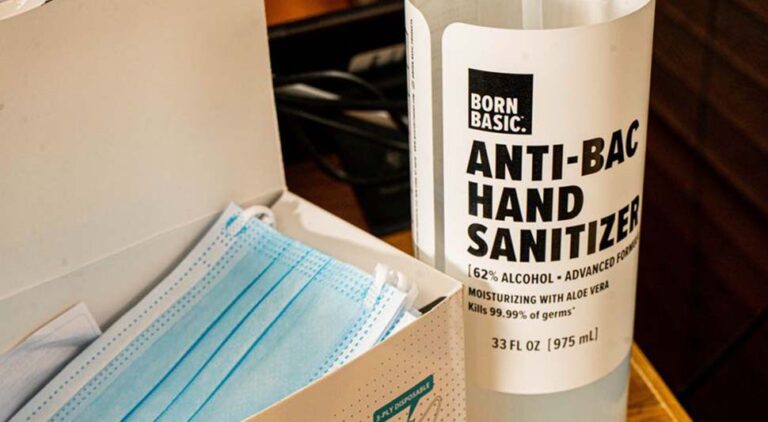 BORN
BASIC.
ANTI-BAC
HAND
SANITIZER
[62% ALCOHOL • ADVANCED
MOISTURIZING WITH ALOE VERA
Kills 99.99% of germs*
33 FL OZ [975 mL]
3-PLY DISPOSABLE